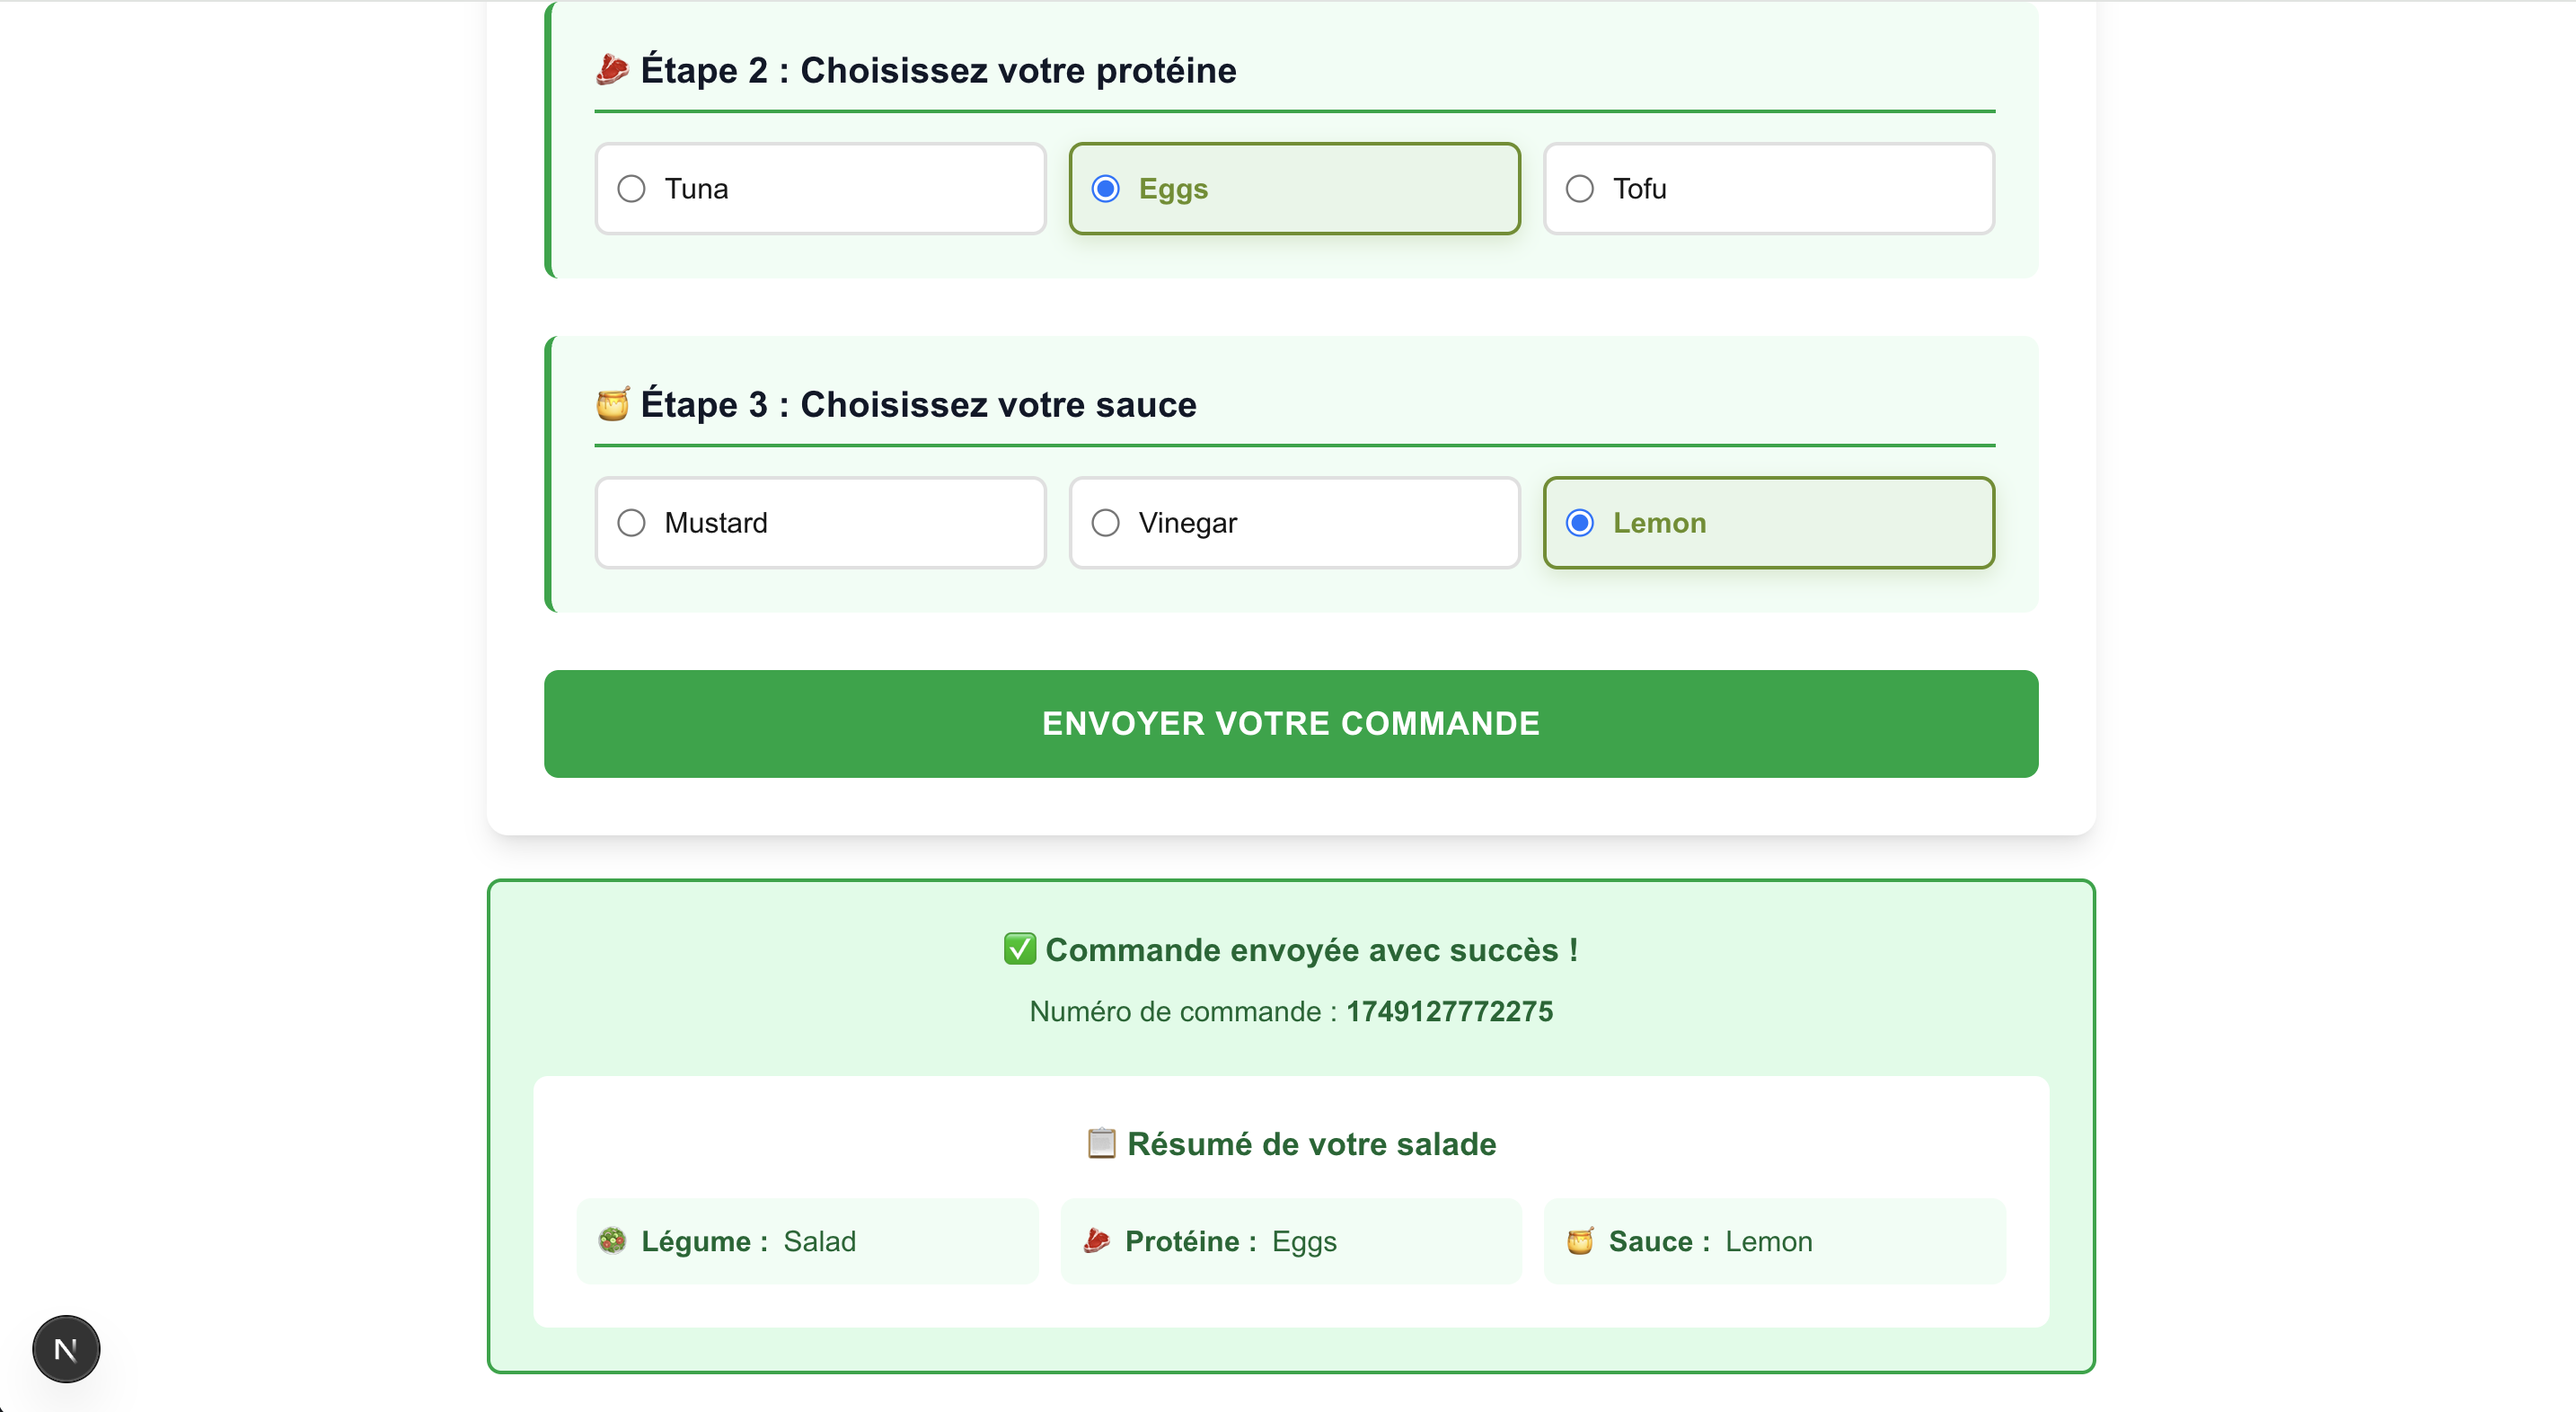 Étape 2 : Choisissez votre protéine
Tuna
Eggs
Tofu
Étape 3 : Choisissez votre sauce
Mustard
Vinegar
Lemon
ENVOYER VOTRE COMMANDE
Commande envoyée avec succès !
Numéro de commande : 1749127772275
Résumé de votre salade
Légume : Salad
Protéine : Eggs
Sauce : Lemon
N